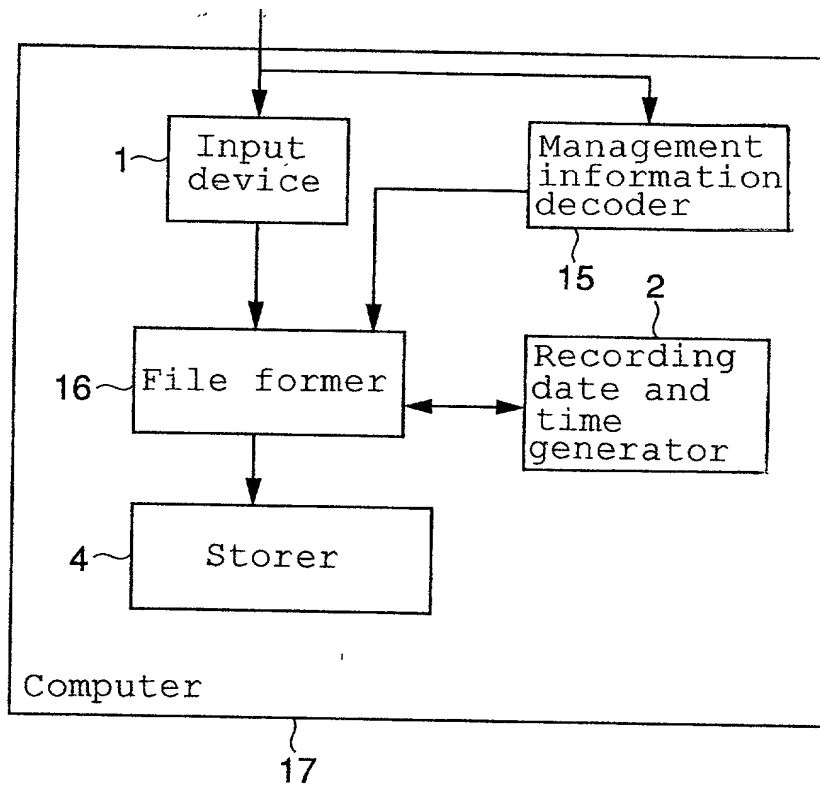 1
Input
device
Management
information
decoder
15
2
16
File former
Recording
date and
time
generator
4
Storer
Computer
17